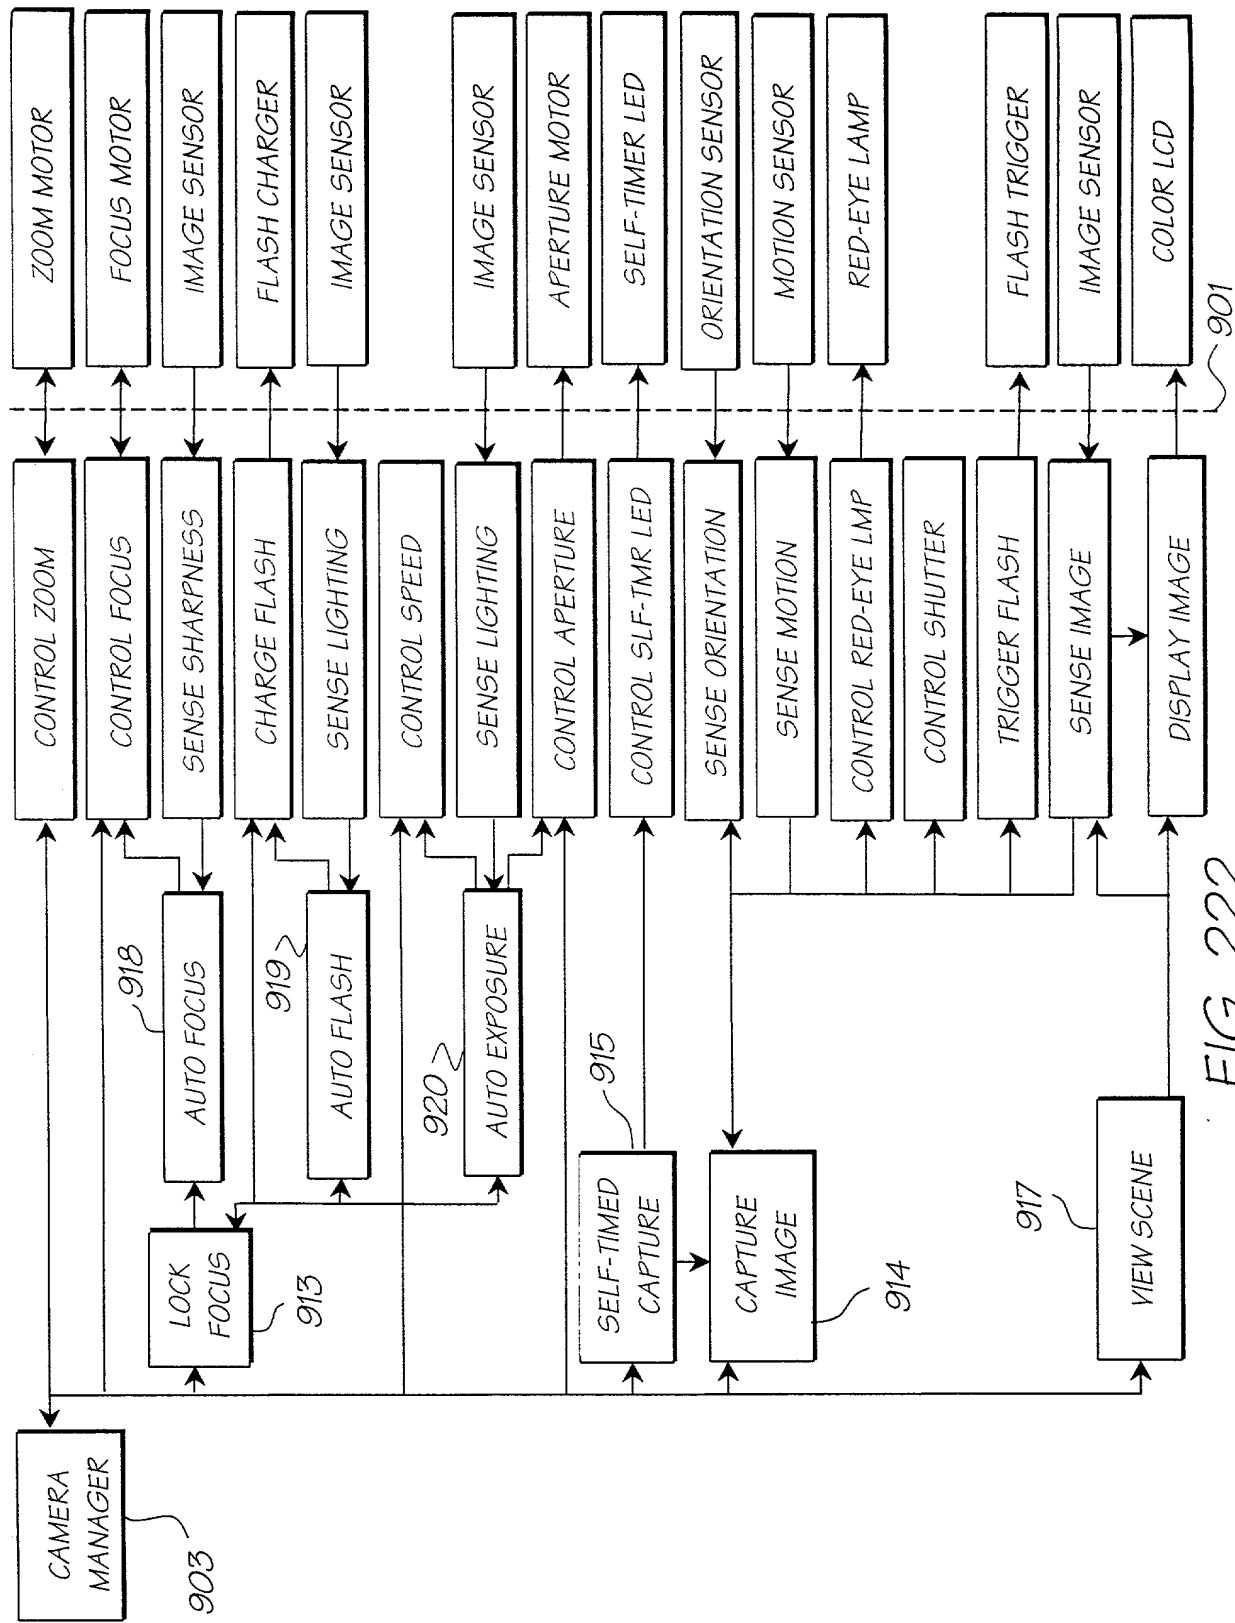 CAMERA
MANAGER
903
LOCK
FOCUS
913
AUTO FOCUS
918
AUTO FLASH
919
AUTO EXPOSURE
920
SELF-TIMED
CAPTURE
915
CAPTURE
IMAGE
914
VIEW SCENE
917
CONTROL ZOOM
CONTROL FOCUS
SENSE SHARPNESS
CHARGE FLASH
SENSE LIGHTING
CONTROL SPEED
SENSE LIGHTING
CONTROL APERTURE
CONTROL SLF-TMR LED
SENSE ORIENTATION
SENSE MOTION
CONTROL RED-EYE LMP
CONTROL SHUTTER
TRIGGER FLASH
SENSE IMAGE
DISPLAY IMAGE
ZOOM MOTOR
FOCUS MOTOR
IMAGE SENSOR
FLASH CHARGER
IMAGE SENSOR
IMAGE SENSOR
APERTURE MOTOR
SELF-TIMER LED
ORIENTATION SENSOR
MOTION SENSOR
RED-EYE LAMP
FLASH TRIGGER
IMAGE SENSOR
COLOR LCD
901
FIG. 222